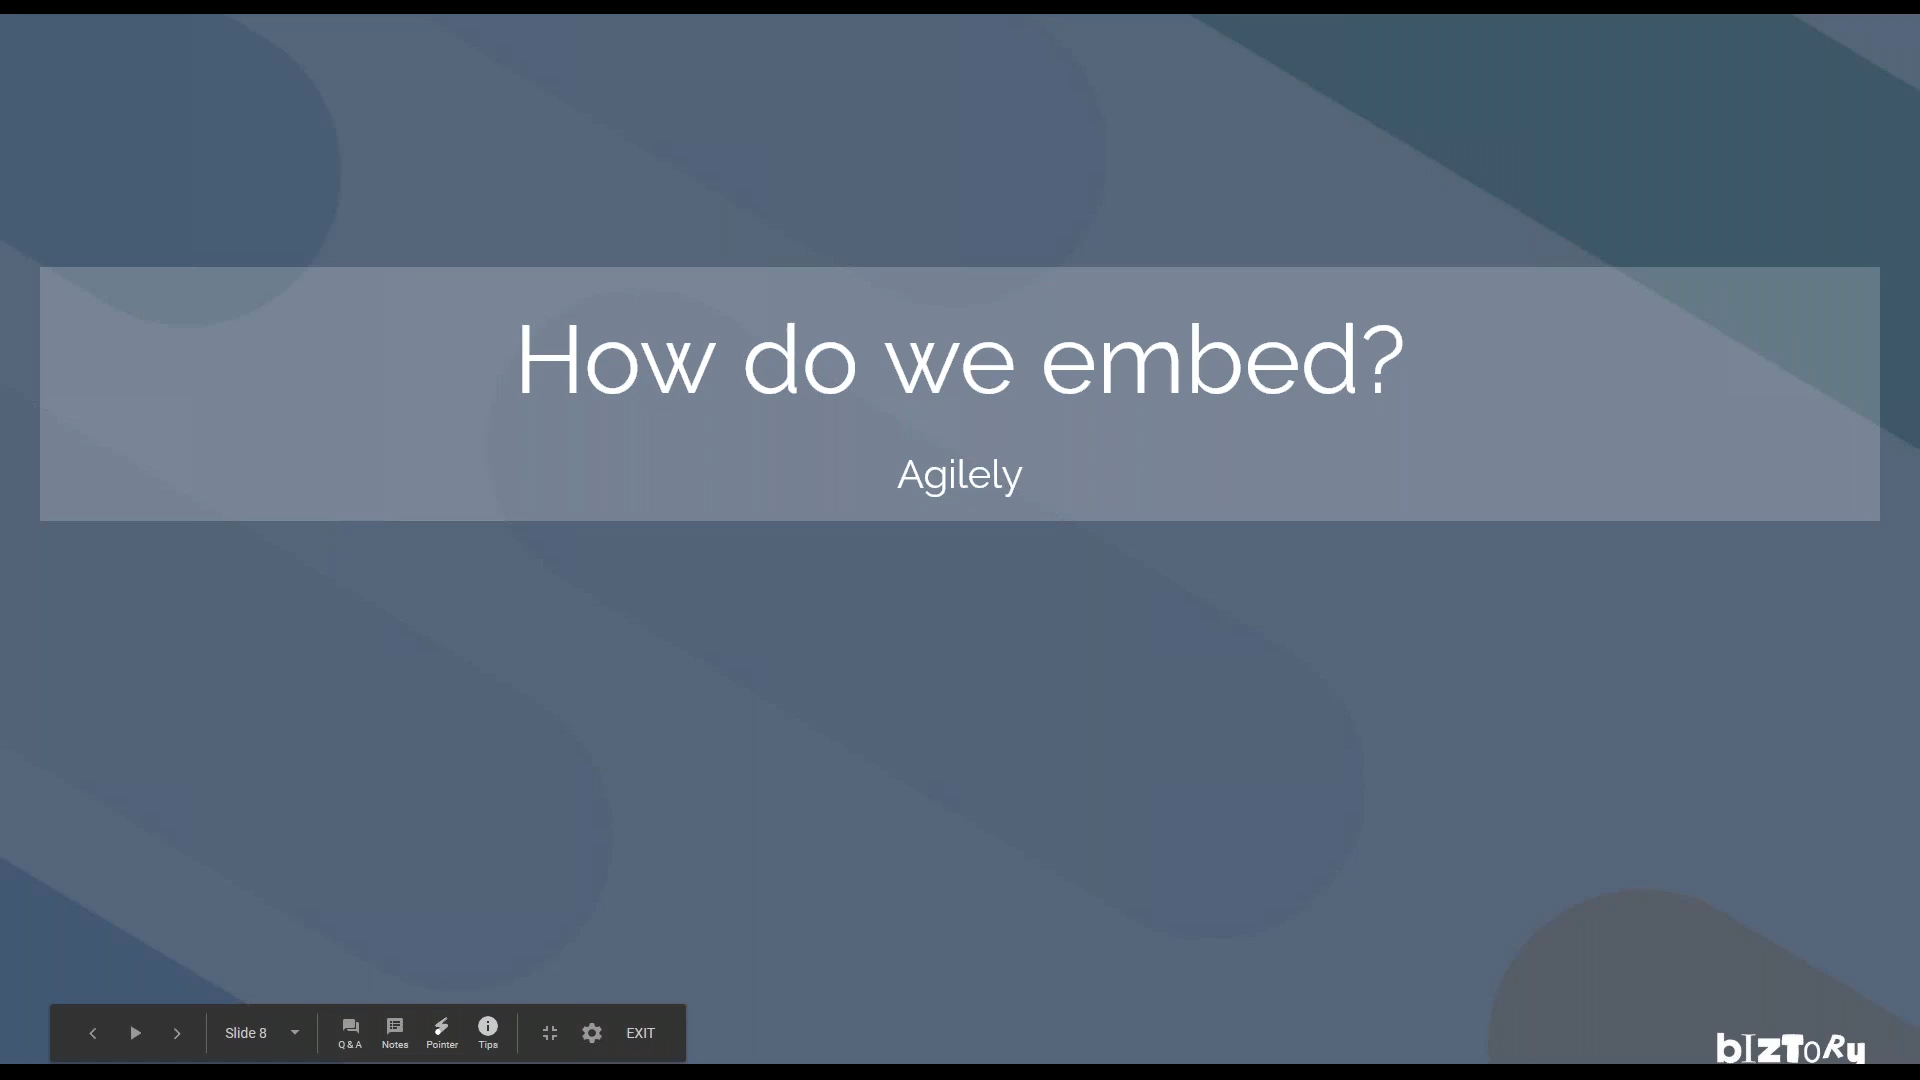 How do we embed?
Agilely
Slide 8
Q & A
Notes
Pointer
Tips
EXIT
bIzToRy